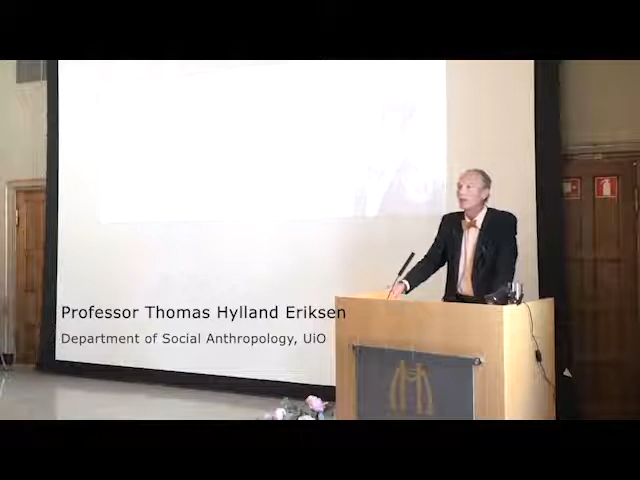 Professor Thomas Hylland Eriksen
Department of Social Anthropology, UiO